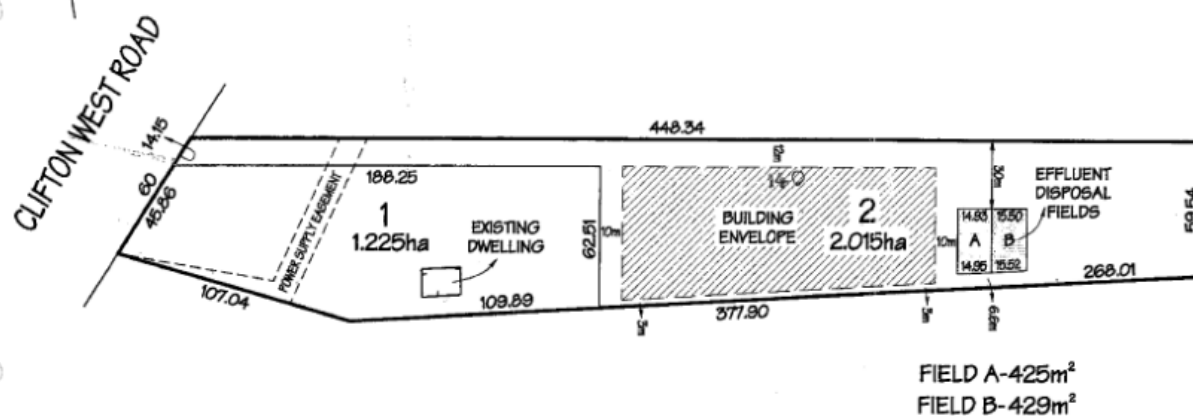 CLIFTON WEST ROAD
14.15
60
45.86
448.34
188.25
POWER SUPPLY EASEMENT
1
1.225ha
EXISTING
DWELLING
62.51
107.04
109.89
12m
10m
BUILDING
ENVELOPE
2
2.015ha
10m
30m
EFFLUENT
DISPOSAL
FIELDS
14.93
15.50
A
B
14.95
15.52
59.54
268.01
377.90
5m
5m
6.6m
FIELD A-425m²
FIELD B-429m²